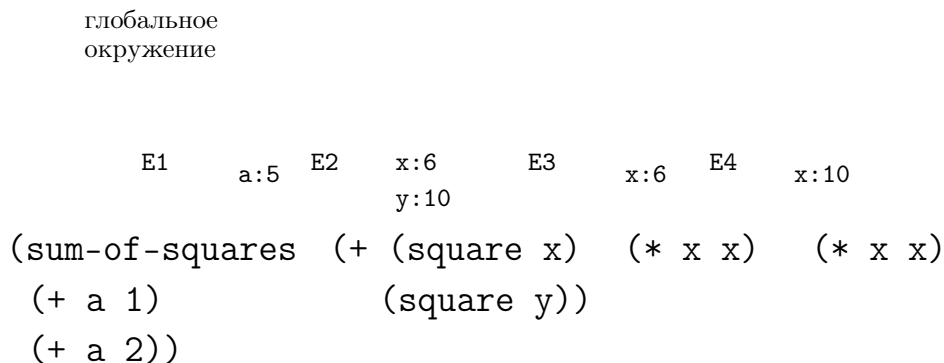 глобальное
окружение
E1 a:5 E2 x:6 E3 x:6 E4 x:10
y:10
(sum-of-squares (+ (square x) (* x x) (* x x)
(+ a 1) (square y))
(+ a 2))